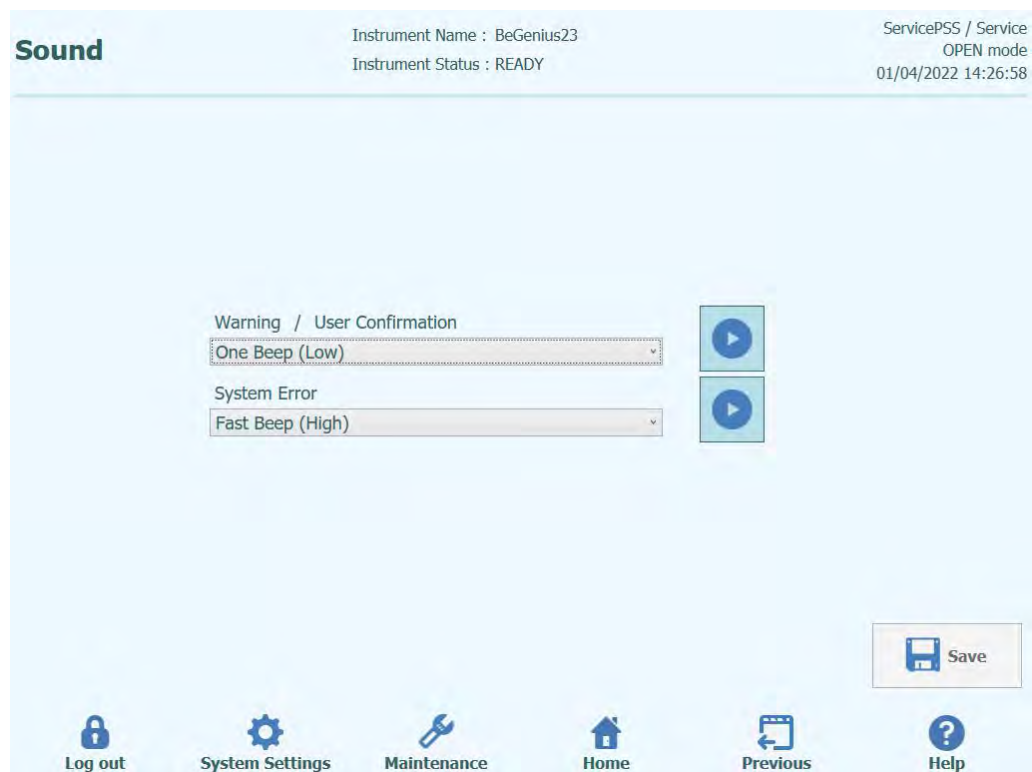 Sound
Instrument Name : BeGenius23
Instrument Status : READY
ServicePSS / Service
OPEN mode
01/04/2022 14:26:58
Warning / User Confirmation
One Beep (Low)
System Error
Fast Beep (High)
Save
Log out
System Settings
Maintenance
Home
Previous
Help